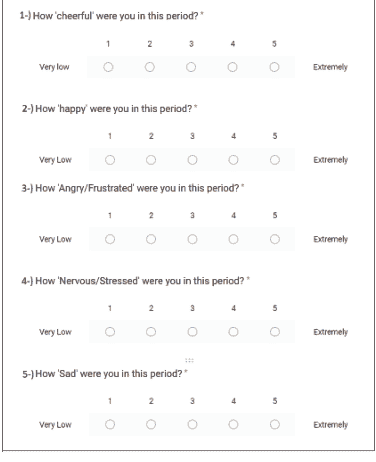 1-) How 'cheerful' were you in this period? *
1 2 3 4 5
Very low Extremely
2-) How 'happy' were you in this period? *
1 2 3 4 5
Very Low Extremely
3-) How 'Angry/Frustrated' were you in this period? *
1 2 3 4 5
Very Low Extremely
4-) How 'Nervous/Stressed' were you in this period? *
1 2 3 4 5
Very Low Extremely
5-) How 'Sad' were you in this period? *
1 2 3 4 5
Very Low Extremely